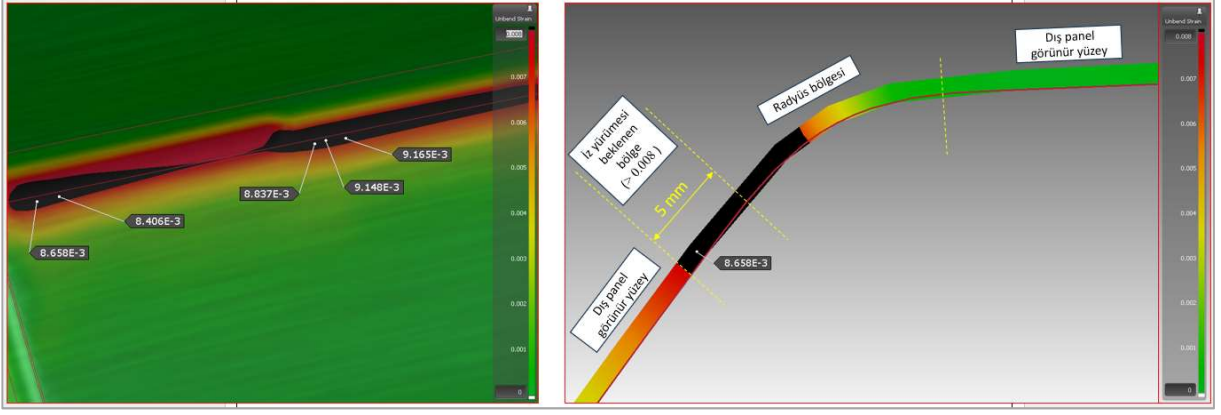 Unbend Strain
0.008
0.007
0.006
0.005
0.004
0.003
0.002
0.001
0
9.165E-3
8.837E-3
9.148E-3
8.406E-3
8.658E-3
Dış panel
görünür yüzey
Radyüs bölgesi
İz yürümesi
beklenen
bölge
(> 0.008 )
5 mm
8.658E-3
Dış panel
görünür yüzey
Unbend Strain
0.008
0.007
0.006
0.005
0.004
0.003
0.002
0.001
0